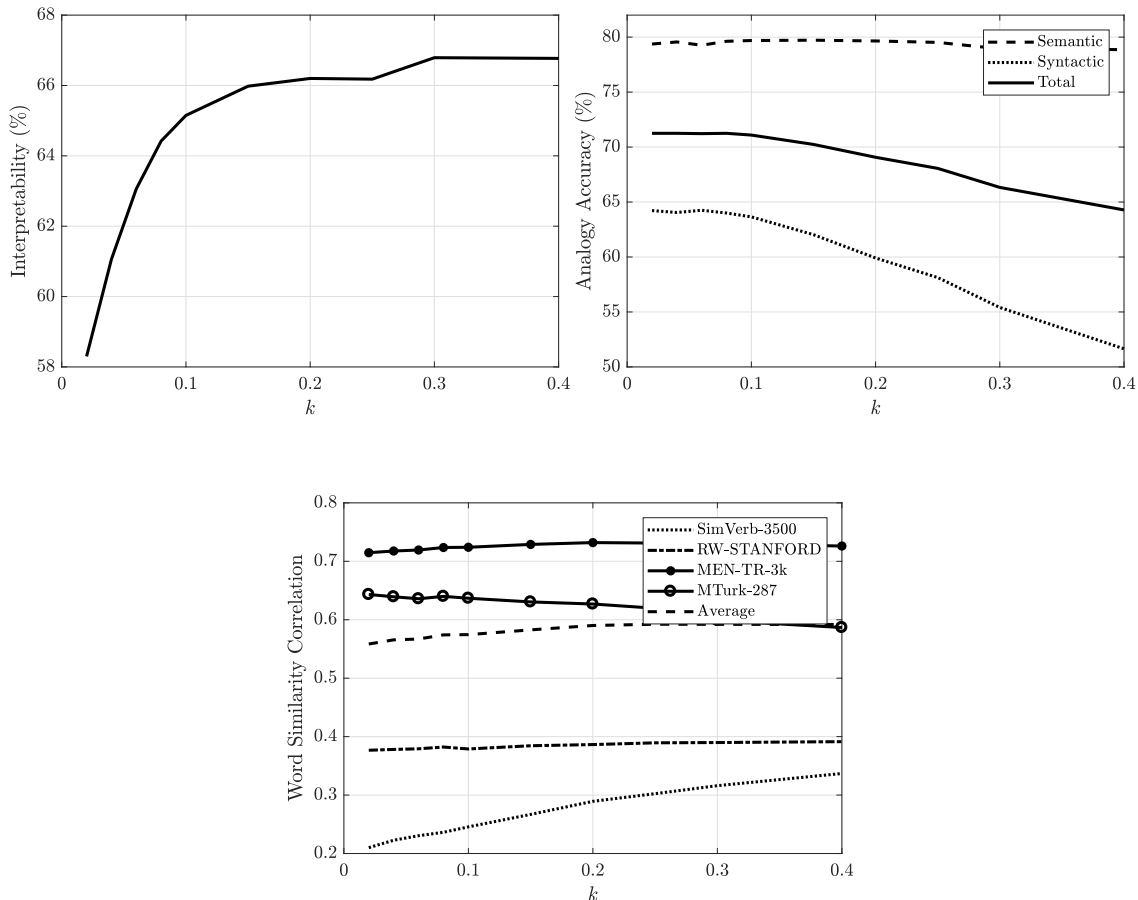 68
66
64
62
60
58
Interpretability (%)
0
0.1
0.2
0.3
0.4
k
80
75
70
65
60
55
50
Analogy Accuracy (%)
Semantic
Syntactic
Total
0
0.1
0.2
0.3
0.4
k
0.8
0.7
0.6
0.5
0.4
0.3
0.2
Word Similarity Correlation
SimVerb-3500
RW-STANFORD
MEN-TR-3k
MTurk-287
Average
0
0.1
0.2
0.3
0.4
k